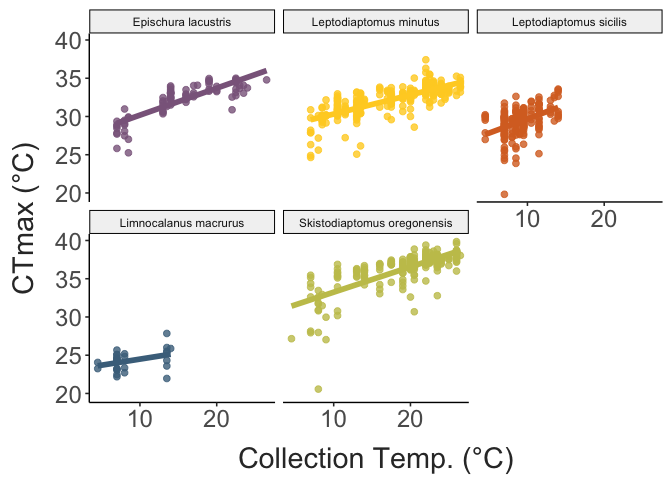 Epischura lacustris
Leptodiaptomus minutus
Leptodiaptomus sicilis
40
35
30
25
20
10
20
Limnocalanus macrurus
Skistodiaptomus oregonensis
40
35
30
25
20
10
20
10
20
CTmax (°C)
Collection Temp. (°C)